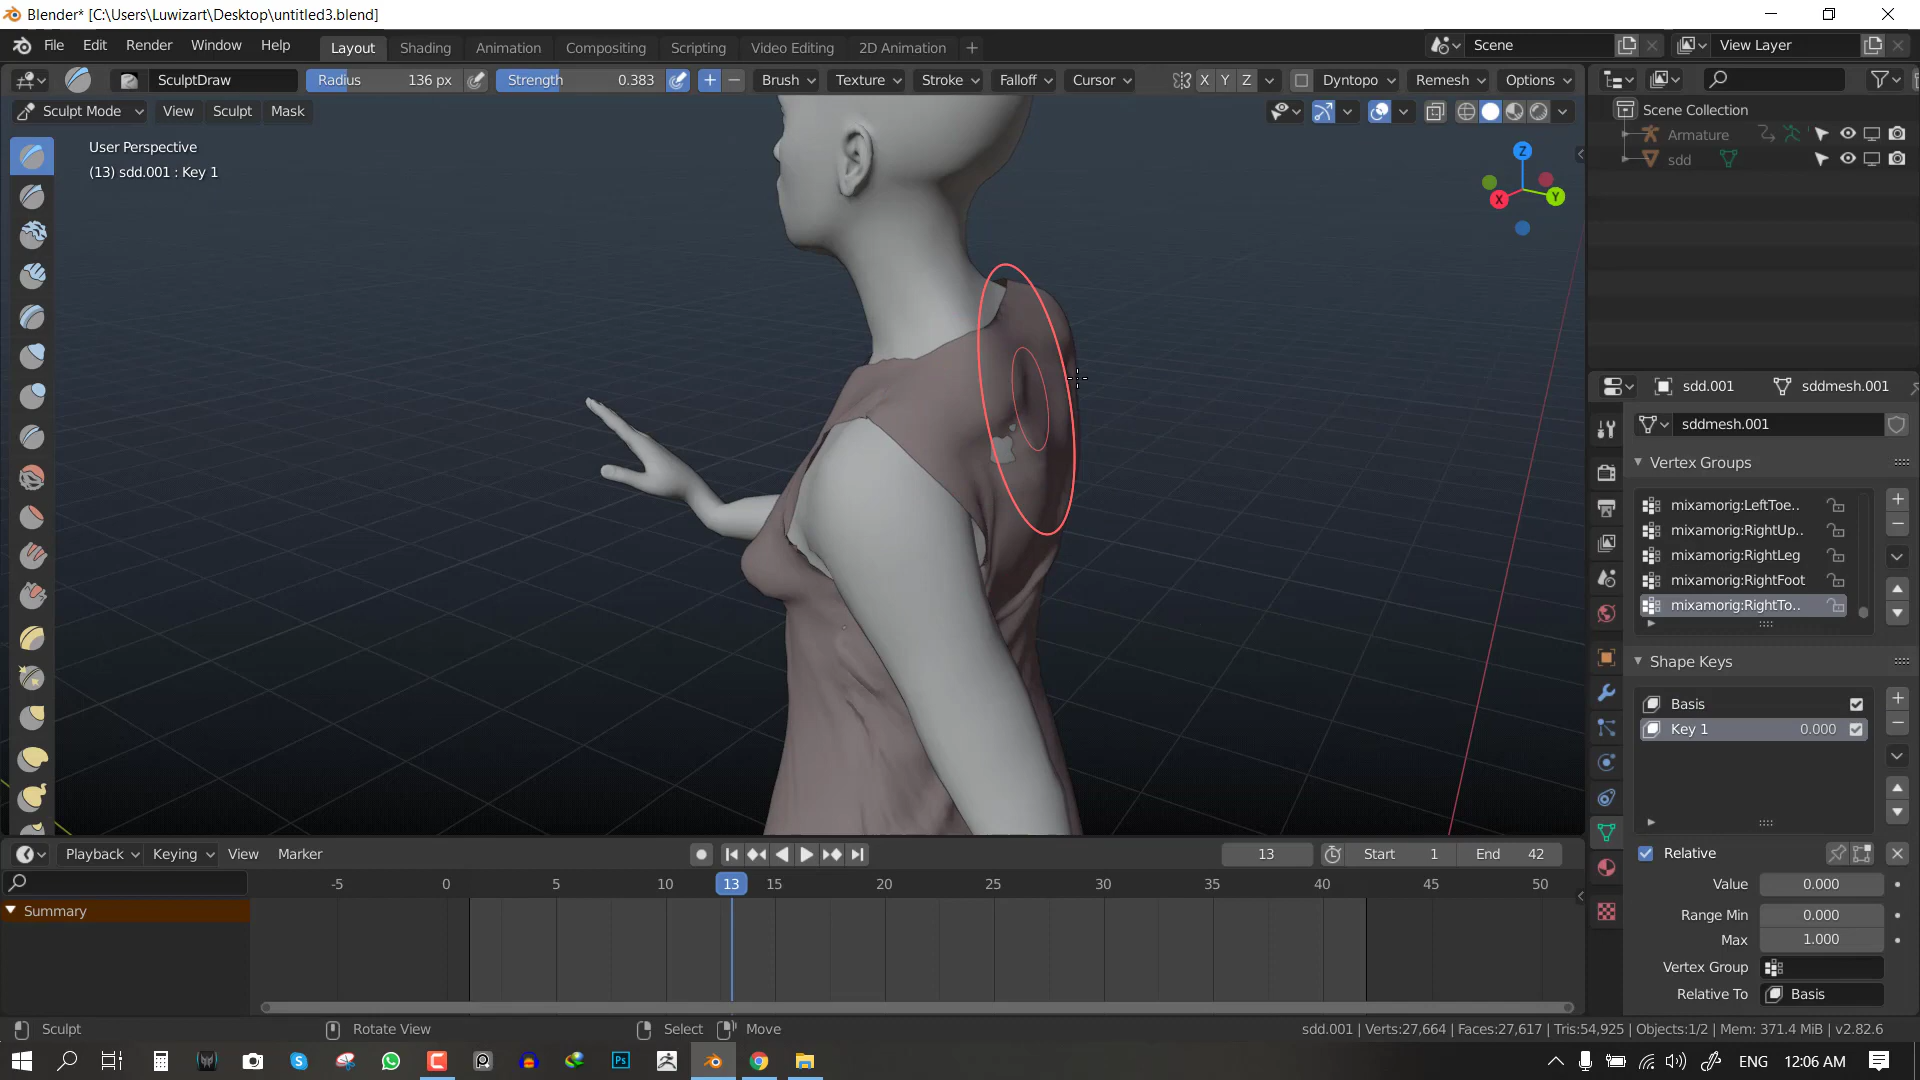 Blender* [C:\Users\Luwizart\Desktop\untitled3.blend]
File Edit Render Window Help Layout Shading Animation Compositing Scripting Video Editing 2D Animation + Scene View Layer
SculptDraw Radius 136 px Strength 0.383 Brush Texture Stroke Falloff Cursor X Y Z Dyntopo Remesh Options
Sculpt Mode View Sculpt Mask
User Perspective
(13) sdd.001 : Key 1
Z
X
Y
Scene Collection
Armature
sdd
sdd.001 sddmesh.001
sddmesh.001
Vertex Groups
mixamorig:LeftToe..
mixamorig:RightUp..
mixamorig:RightLeg
mixamorig:RightFoot
mixamorig:RightTo..
Shape Keys
Basis
Key 1 0.000
Relative
Value 0.000
Range Min 0.000
Max 1.000
Vertex Group
Relative To Basis
Playback Keying View Marker 13 Start 1 End 42
-5 0 5 10 13 15 20 25 30 35 40 45 50
Summary
Sculpt Rotate View Select Move sdd.001 | Verts:27,664 | Faces:27,617 | Tris:54,925 | Objects:1/2 | Mem: 371.4 MiB | v2.82.6
Ps ENG 12:06 AM